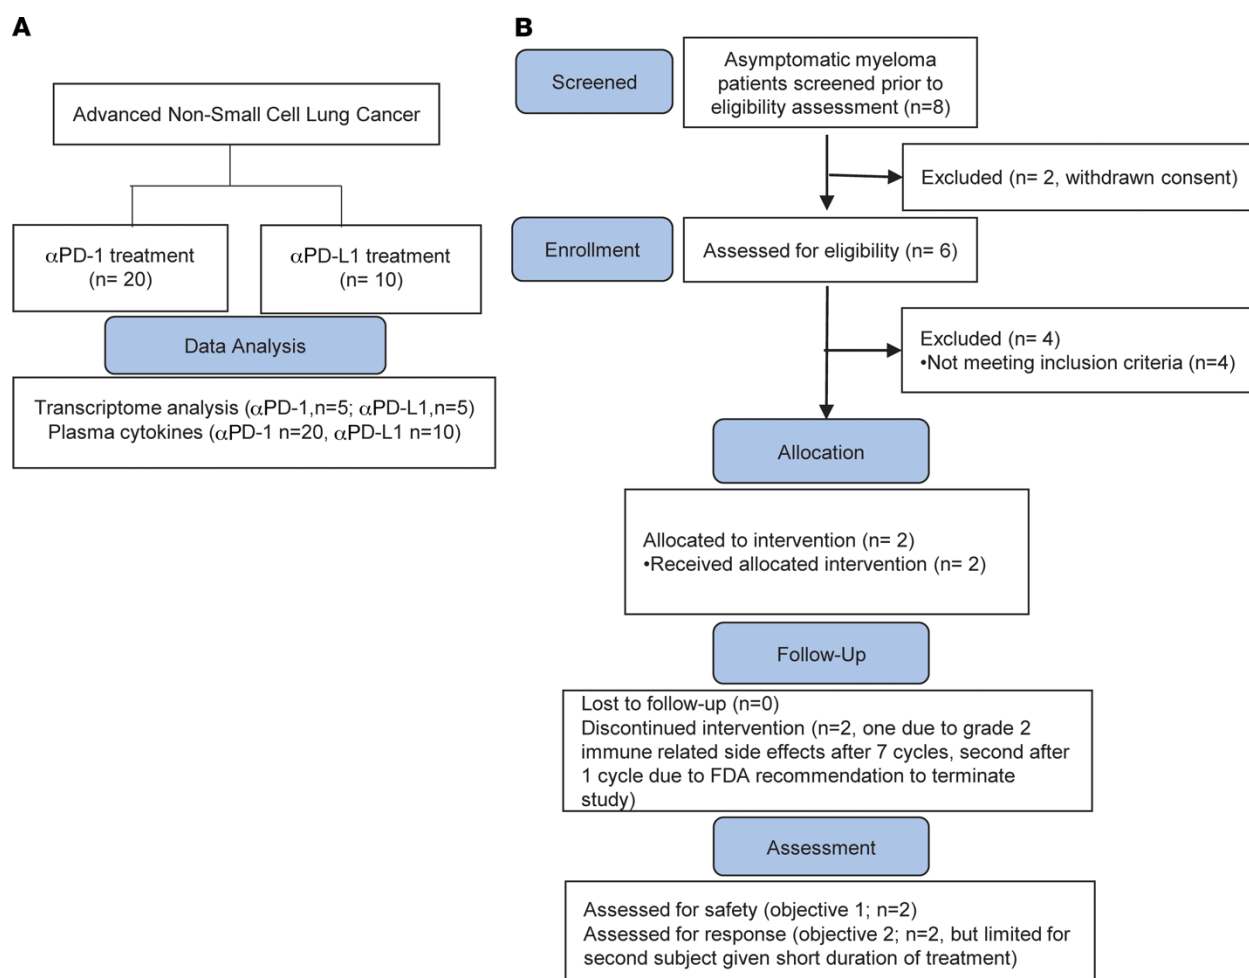 A
Advanced Non-Small Cell Lung Cancer
αPD-1 treatment
(n= 20)
αPD-L1 treatment
(n= 10)
Data Analysis
Transcriptome analysis (αPD-1,n=5; αPD-L1,n=5)
Plasma cytokines (αPD-1 n=20, αPD-L1 n=10)
B
Screened
Asymptomatic myeloma
patients screened prior to
eligibility assessment (n=8)
Excluded (n= 2, withdrawn consent)
Enrollment
Assessed for eligibility (n= 6)
Excluded (n= 4)
•Not meeting inclusion criteria (n=4)
Allocation
Allocated to intervention (n= 2)
•Received allocated intervention (n= 2)
Follow-Up
Lost to follow-up (n=0)
Discontinued intervention (n=2, one due to grade 2
immune related side effects after 7 cycles, second after
1 cycle due to FDA recommendation to terminate
study)
Assessment
Assessed for safety (objective 1; n=2)
Assessed for response (objective 2; n=2, but limited for
second subject given short duration of treatment)